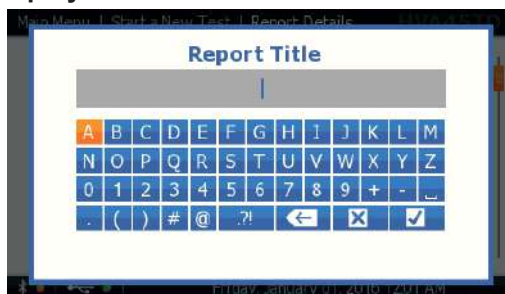 Main Menu | Start a New Test | Report Details
Report Title
A B C D E F G H I J K L M
N O P Q R S T U V W X Y Z
0 1 2 3 4 5 6 7 8 9 + - ⎵
. ( ) # @ .?!
Friday, January 01, 2016 12:01 AM